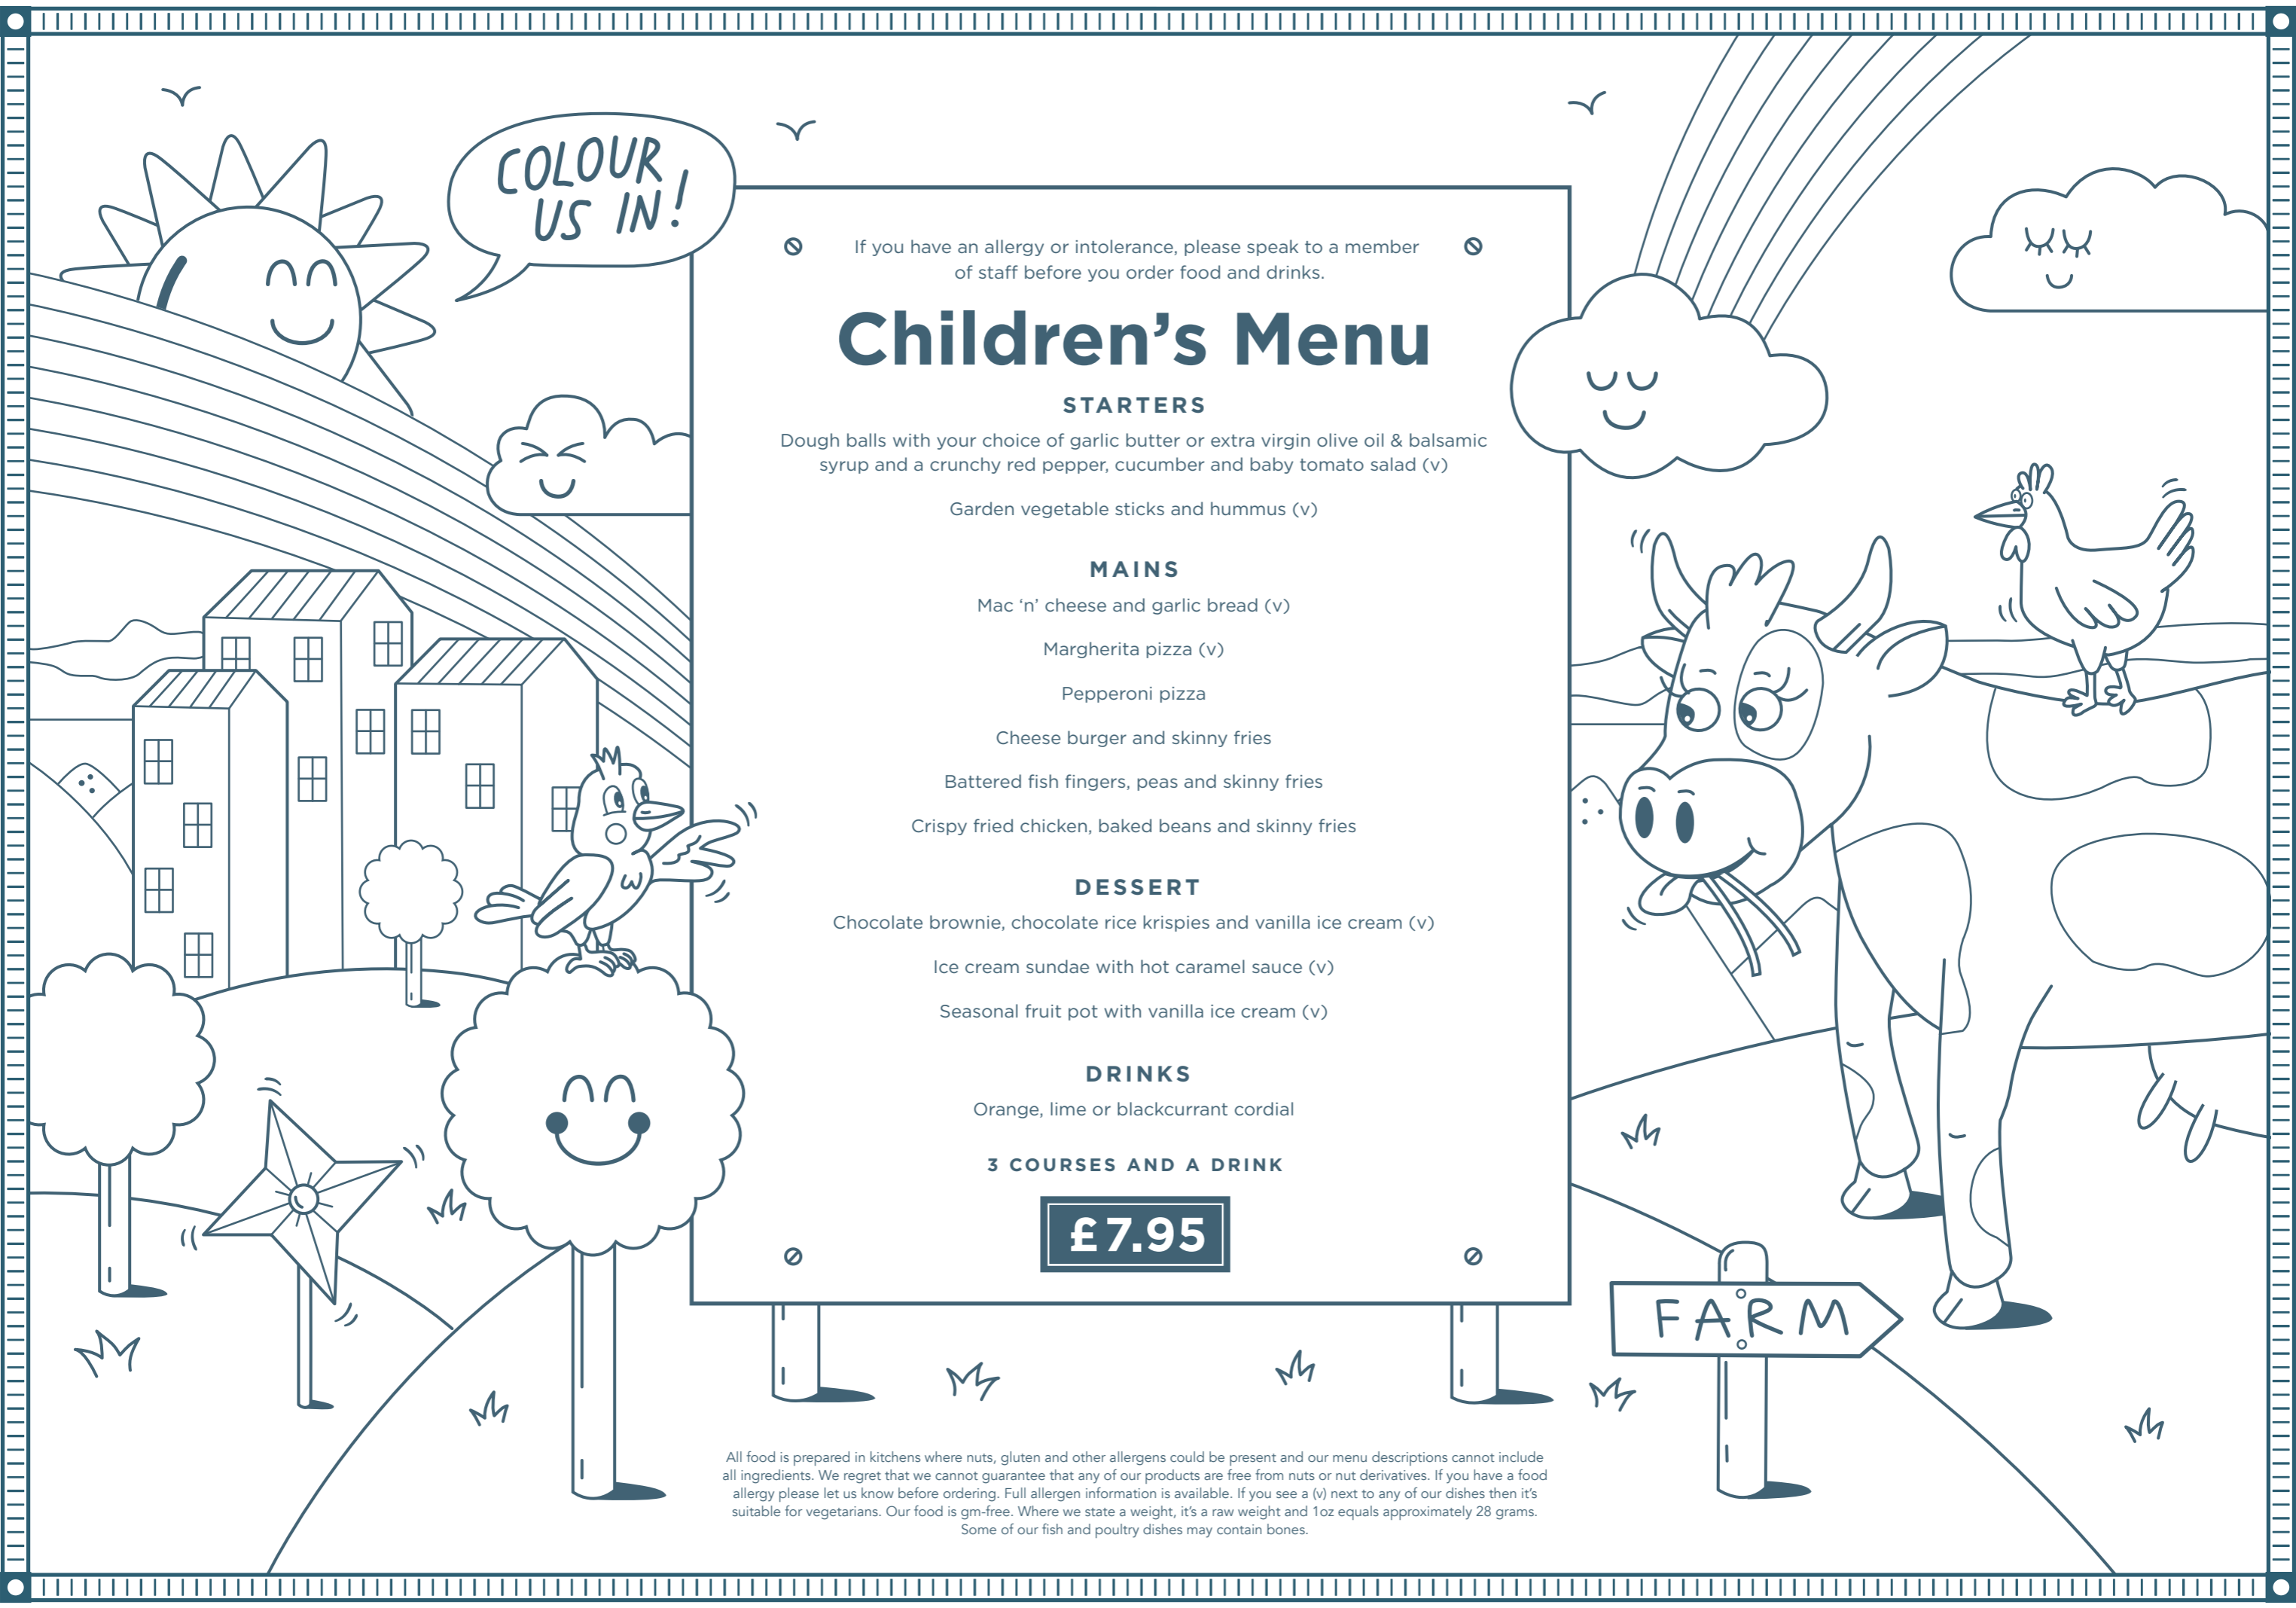 COLOUR
US IN!
If you have an allergy or intolerance, please speak to a member
of staff before you order food and drinks.
Children’s Menu
STARTERS
Dough balls with your choice of garlic butter or extra virgin olive oil & balsamic
syrup and a crunchy red pepper, cucumber and baby tomato salad (v)
Garden vegetable sticks and hummus (v)
MAINS
Mac ‘n’ cheese and garlic bread (v)
Margherita pizza (v)
Pepperoni pizza
Cheese burger and skinny fries
Battered fish fingers, peas and skinny fries
Crispy fried chicken, baked beans and skinny fries
DESSERT
Chocolate brownie, chocolate rice krispies and vanilla ice cream (v)
Ice cream sundae with hot caramel sauce (v)
Seasonal fruit pot with vanilla ice cream (v)
DRINKS
Orange, lime or blackcurrant cordial
3 COURSES AND A DRINK
£7.95
FARM
All food is prepared in kitchens where nuts, gluten and other allergens could be present and our menu descriptions cannot include
all ingredients. We regret that we cannot guarantee that any of our products are free from nuts or nut derivatives. If you have a food
allergy please let us know before ordering. Full allergen information is available. If you see a (v) next to any of our dishes then it’s
suitable for vegetarians. Our food is gm-free. Where we state a weight, it’s a raw weight and 1oz equals approximately 28 grams.
Some of our fish and poultry dishes may contain bones.